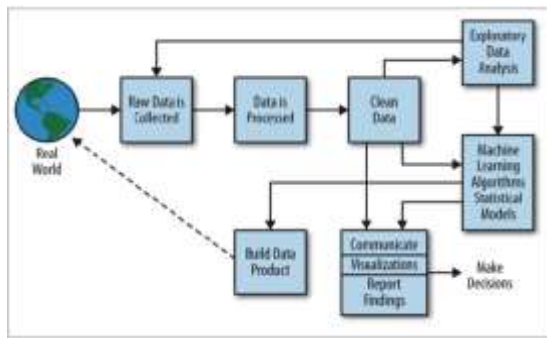 Exploratory
Data
Analysis
Raw Data is
Collected
Data is
Processed
Clean
Data
Real
World
Machine
Learning
Algorithms
Statistical
Models
Build Data
Product
Communicate
Visualizations
Report
Findings
Make
Decisions